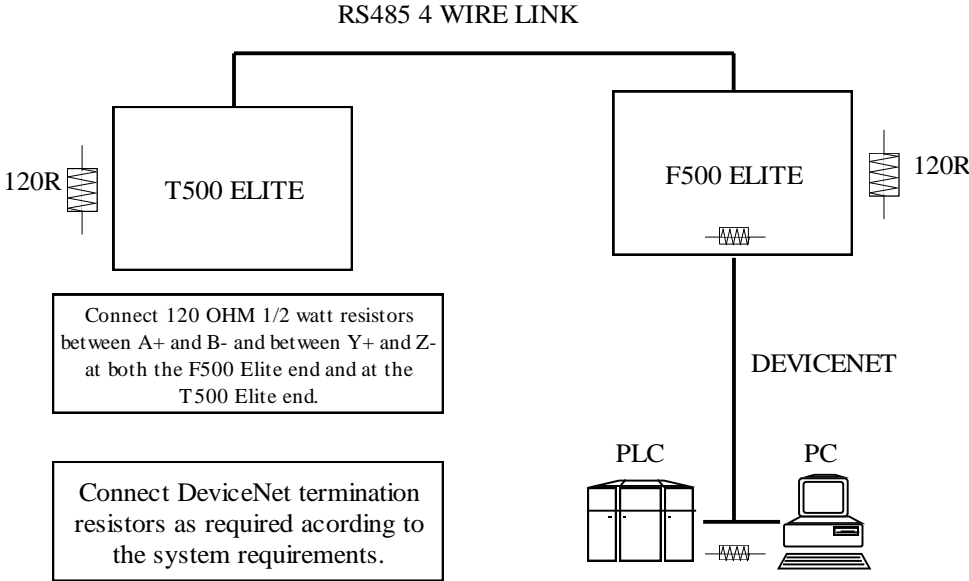 RS485 4 WIRE LINK
120R
T500 ELITE
F500 ELITE
120R
Connect 120 OHM 1/2 watt resistors
between A+ and B- and between Y+ and Z-
at both the F500 Elite end and at the
T500 Elite end.
DEVICENET
PLC
PC
Connect DeviceNet termination
resistors as required acording to
the system requirements.